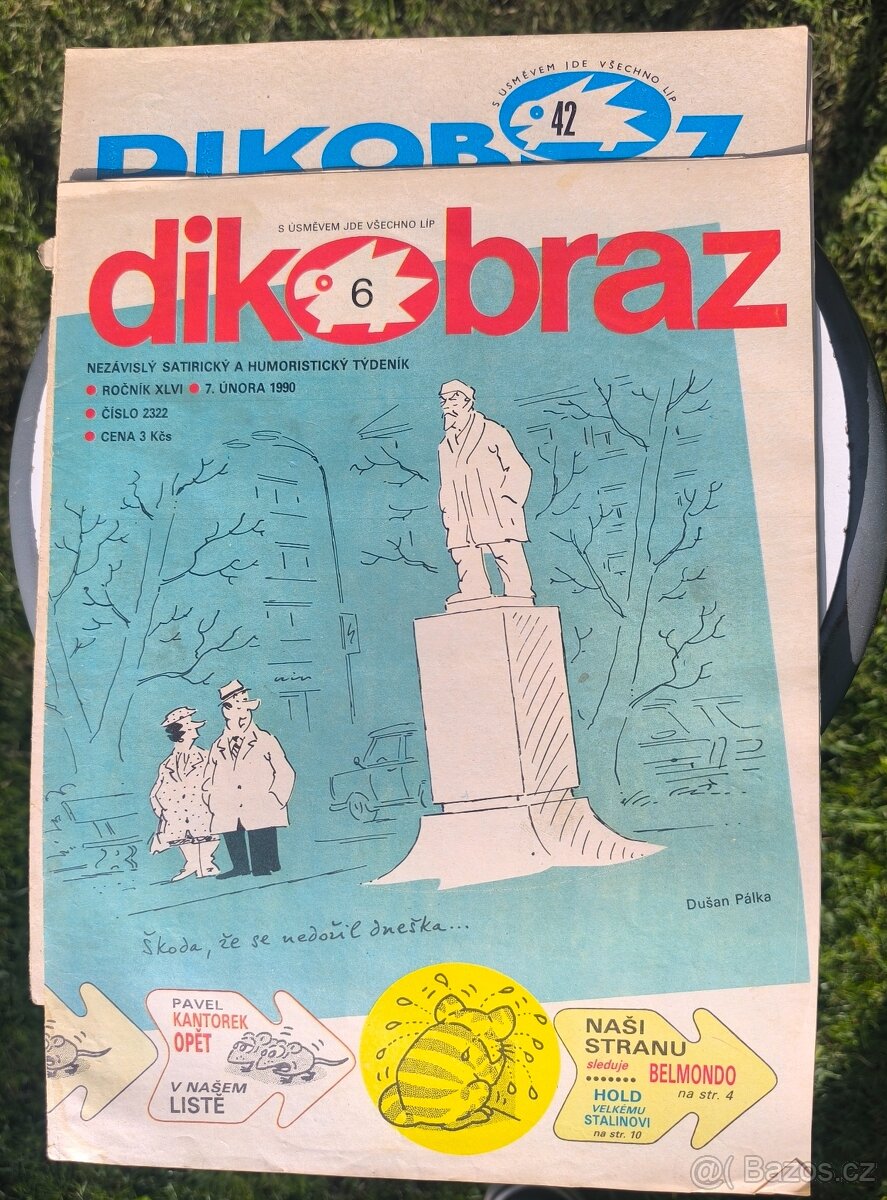 S ÚSMĚVEM JDE VŠECHNO LÍP
42
DIKOBRAZ
S ÚSMĚVEM JDE VŠECHNO LÍP
dikobraz
6
NEZÁVISLÝ SATIRICKÝ A HUMORISTICKÝ TÝDENÍK
● ROČNÍK XLVI ● 7. ÚNORA 1990
● ČÍSLO 2322
● CENA 3 Kčs
Dušan Pálka
Škoda, že se nedožil dneška...
PAVEL
KANTOREK
OPĚT
V NAŠEM
LISTĚ
NAŠI
STRANU
sleduje
....... BELMONDO
na str. 4
HOLD
VELKÉMU
STALINOVI
na str. 10
@( Bazos.cz